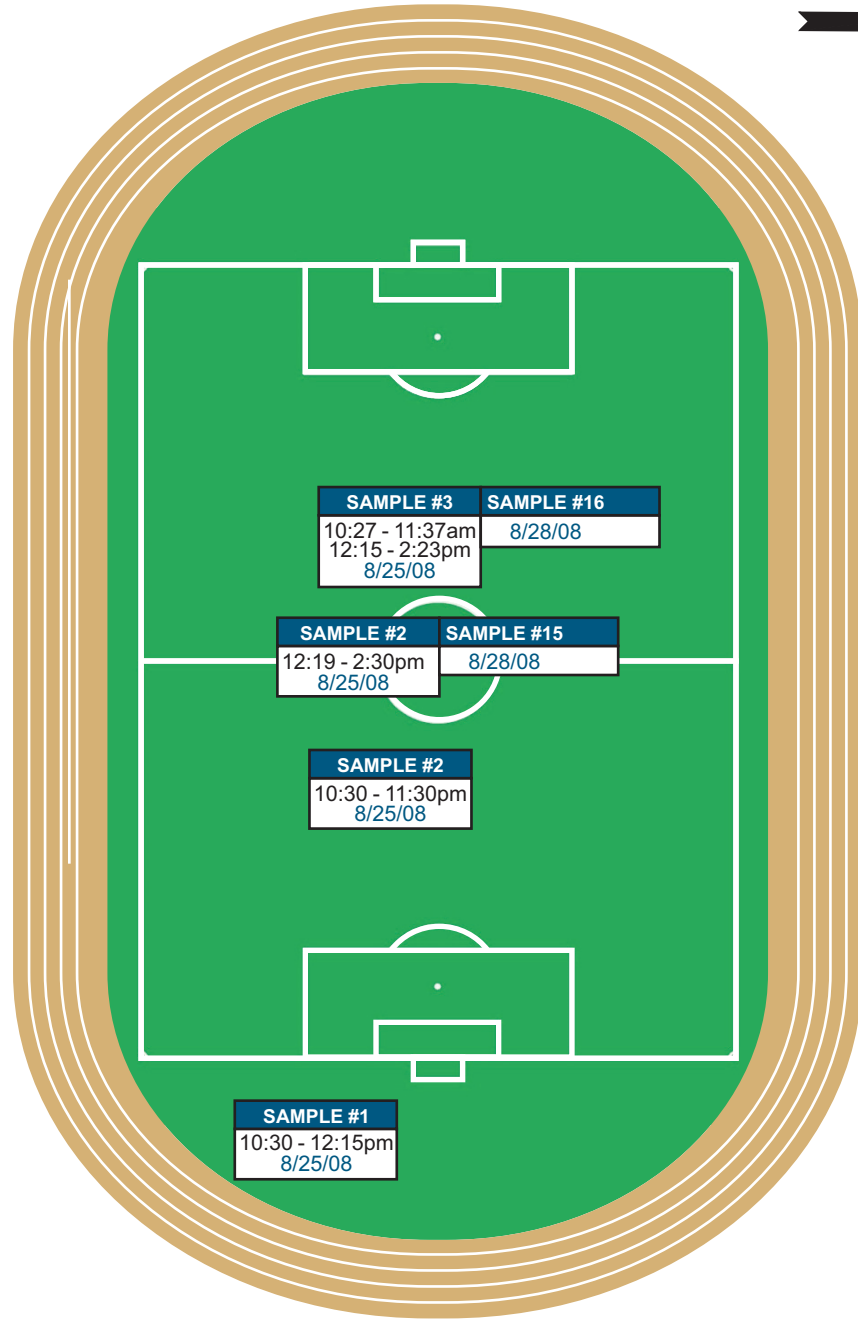 SAMPLE #3
10:27 - 11:37am
12:15 - 2:23pm
8/25/08
SAMPLE #16
8/28/08
SAMPLE #2
12:19 - 2:30pm
8/25/08
SAMPLE #15
8/28/08
SAMPLE #2
10:30 - 11:30pm
8/25/08
SAMPLE #1
10:30 - 12:15pm
8/25/08